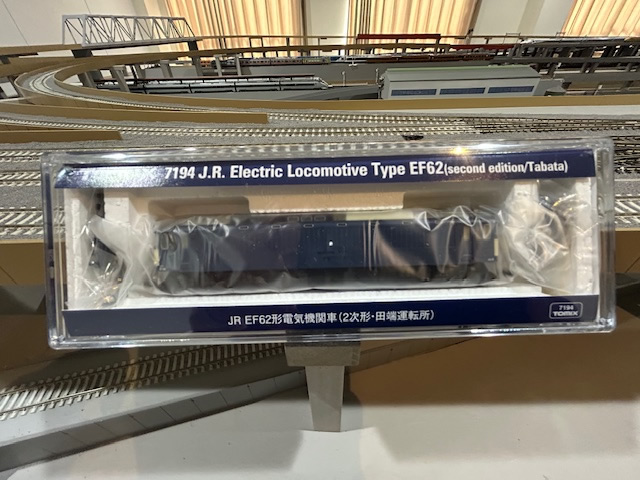 7194 J.R. Electric Locomotive Type EF62(second edition/Tabata)
JR EF62形電気機関車(2次形・田端運転所)
7194
TOMIX